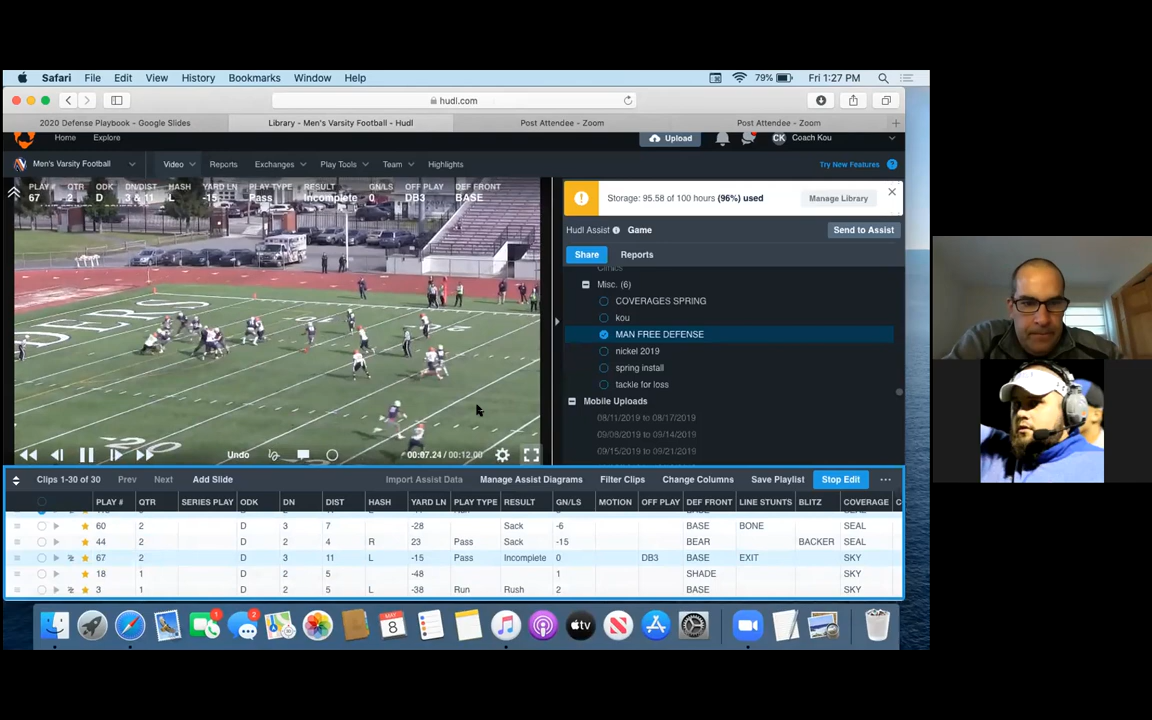 Safari File Edit View History Bookmarks Window Help 79% Fri 1:27 PM
hudl.com
2020 Defense Playbook - Google Slides Library - Men's Varsity Football - Hudl Post Attendee - Zoom Post Attendee - Zoom
Home Explore Upload CK Coach Kou
Men's Varsity Football Video Reports Exchanges Play Tools Team Highlights Try New Features ?
PLAY # QTR ODK DN/DIST HASH YARD LN PLAY TYPE RESULT GN/LS OFF PLAY DEF FRONT
67 2 D 3 & 11 L -15 Pass Incomplete 0 DB3 BASE
Storage: 95.58 of 100 hours (96%) used Manage Library
Hudl Assist Game Send to Assist
Share Reports
Clinics
Misc. (6)
COVERAGES SPRING
kou
MAN FREE DEFENSE
nickel 2019
spring install
tackle for loss
Mobile Uploads
08/11/2019 to 08/17/2019
09/08/2019 to 09/14/2019
09/15/2019 to 09/21/2019
DERS
Undo 00:07.24 / 00:12.00
Clips 1-30 of 30 Prev Next Add Slide Import Assist Data Manage Assist Diagrams Filter Clips Change Columns Save Playlist Stop Edit
PLAY # QTR SERIES PLAY ODK DN DIST HASH YARD LN PLAY TYPE RESULT GN/LS MOTION OFF PLAY DEF FRONT LINE STUNTS BLITZ COVERAGE C
60 2 D 3 7 -28 Sack -6 BASE BONE SEAL
44 2 D 2 4 R 23 Pass Sack -15 BEAR BACKER SEAL
67 2 D 3 11 L -15 Pass Incomplete 0 DB3 BASE EXIT SKY
18 1 D 2 5 -48 1 SHADE SKY
3 1 D 2 5 L -38 Run Rush 2 BASE SKY
1 2 MAY 8 tv